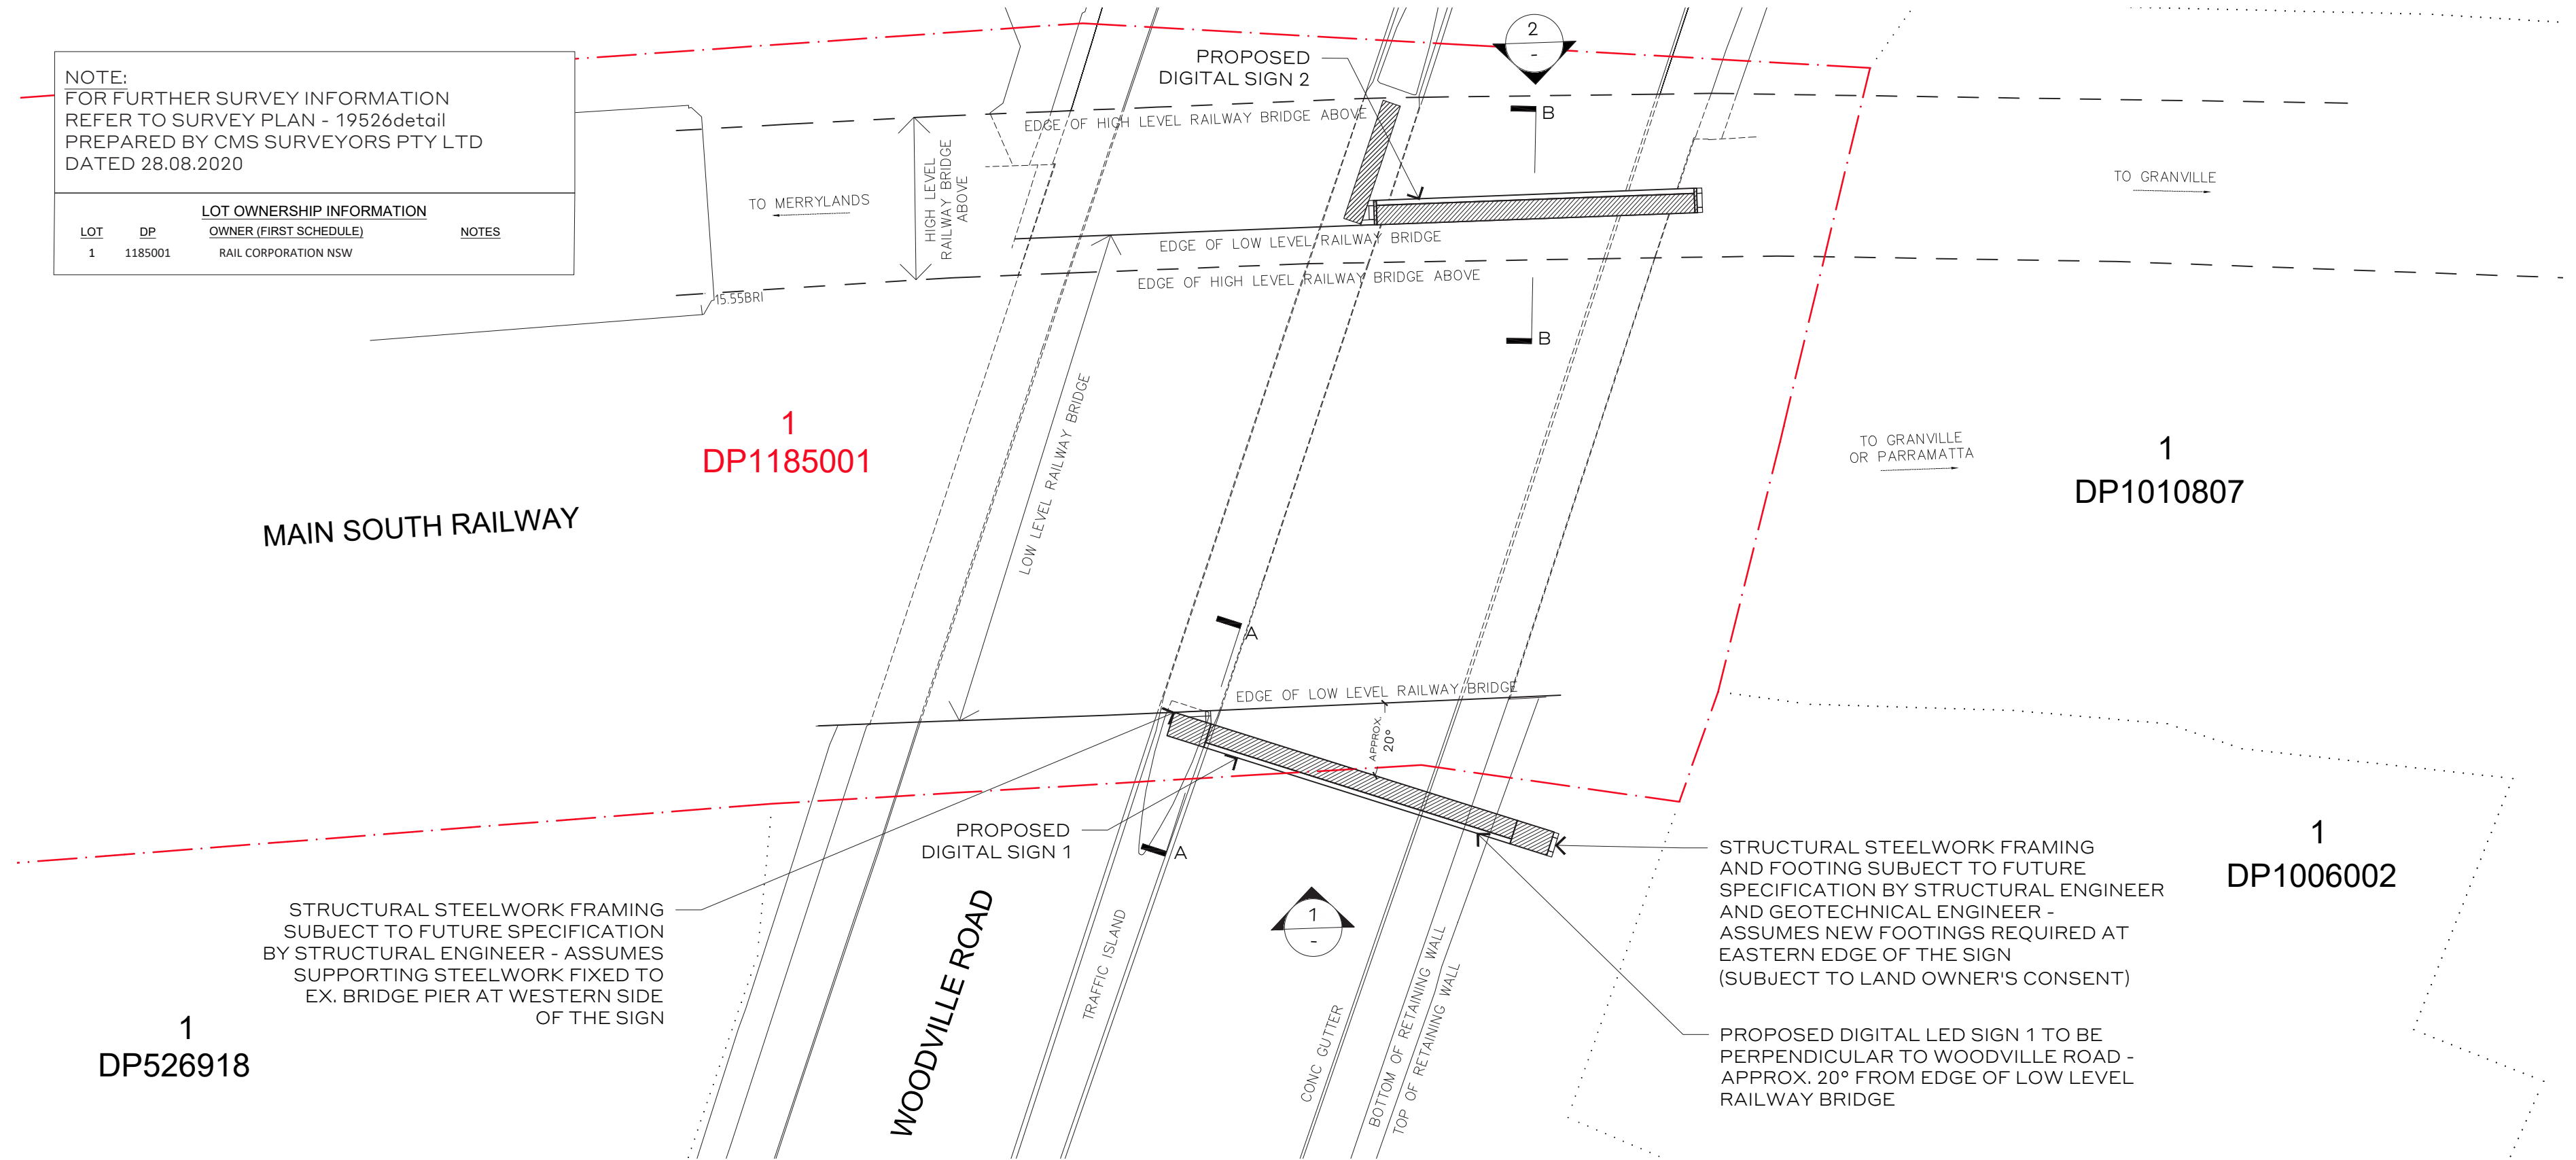 NOTE:
FOR FURTHER SURVEY INFORMATION
REFER TO SURVEY PLAN - 19526detail
PREPARED BY CMS SURVEYORS PTY LTD
DATED 28.08.2020
LOT OWNERSHIP INFORMATION
LOT DP OWNER (FIRST SCHEDULE) NOTES
1 1185001 RAIL CORPORATION NSW
PROPOSED
DIGITAL SIGN 2
2
-
B
EDGE OF HIGH LEVEL RAILWAY BRIDGE ABOVE
HIGH LEVEL
RAILWAY BRIDGE
ABOVE
TO MERRYLANDS
TO GRANVILLE
EDGE OF LOW LEVEL RAILWAY BRIDGE
EDGE OF HIGH LEVEL RAILWAY BRIDGE ABOVE
15.55BRI
B
LOW LEVEL RAILWAY BRIDGE
1
DP1185001
MAIN SOUTH RAILWAY
TO GRANVILLE
OR PARRAMATTA
1
DP1010807
A
EDGE OF LOW LEVEL RAILWAY BRIDGE
APPROX.
20°
PROPOSED
DIGITAL SIGN 1
A
STRUCTURAL STEELWORK FRAMING
SUBJECT TO FUTURE SPECIFICATION
BY STRUCTURAL ENGINEER - ASSUMES
SUPPORTING STEELWORK FIXED TO
EX. BRIDGE PIER AT WESTERN SIDE
OF THE SIGN
1
DP526918
WOODVILLE ROAD
TRAFFIC ISLAND
1
-
CONC GUTTER
BOTTOM OF RETAINING WALL
TOP OF RETAINING WALL
STRUCTURAL STEELWORK FRAMING
AND FOOTING SUBJECT TO FUTURE
SPECIFICATION BY STRUCTURAL ENGINEER
AND GEOTECHNICAL ENGINEER -
ASSUMES NEW FOOTINGS REQUIRED AT
EASTERN EDGE OF THE SIGN
(SUBJECT TO LAND OWNER'S CONSENT)
PROPOSED DIGITAL LED SIGN 1 TO BE
PERPENDICULAR TO WOODVILLE ROAD -
APPROX. 20° FROM EDGE OF LOW LEVEL
RAILWAY BRIDGE
1
DP1006002